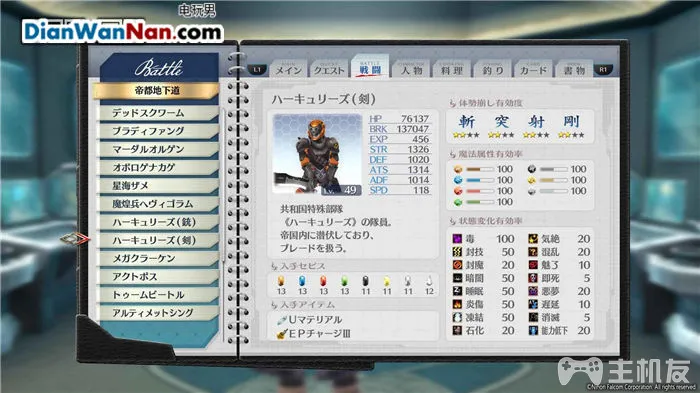 电玩男
DianWanNan.com
Battle
帝都地下道
デッドスクワーム
ブラディファング
マーダルオルゲン
オボロゲナカゲ
星海ザメ
魔煌兵ヘヴィゴラム
ハーキュリーズ(銃)
ハーキュリーズ(剣)
メガクラーケン
アクトポス
トゥームビートル
アルティメットシング
L1 メイン クエスト 戦闘 人物 料理 釣り カード 書物 R1
BATTLE
ハーキュリーズ(剣)
HP 76137
BRK 137047
EXP 456
STR 1326
DEF 1020
ATS 1314
ADF 1014
SPD 118
Lv. 49
共和国特殊部隊
《ハーキュリーズ》の隊員。
帝国内に潜伏しており、
ブレードを扱う。
入手セピス
13 13 13 13 11 11 11 12
入手アイテム
Uマテリアル
EPチャージⅢ
体勢崩し有効度
斬 突 射 剛
魔法属性有効率
100 100
100 100
100 100
100
状態変化有効率
毒 100 気絶 20
封技 50 混乱 20
封魔 50 魅了 10
暗闇 50 即死 5
睡眠 50 悪夢 20
炎傷 50 遅延 10
凍結 50 消滅 5
石化 20 能力低下 20
主机友
©Nihon Falcom Corporation. All rights reserved.